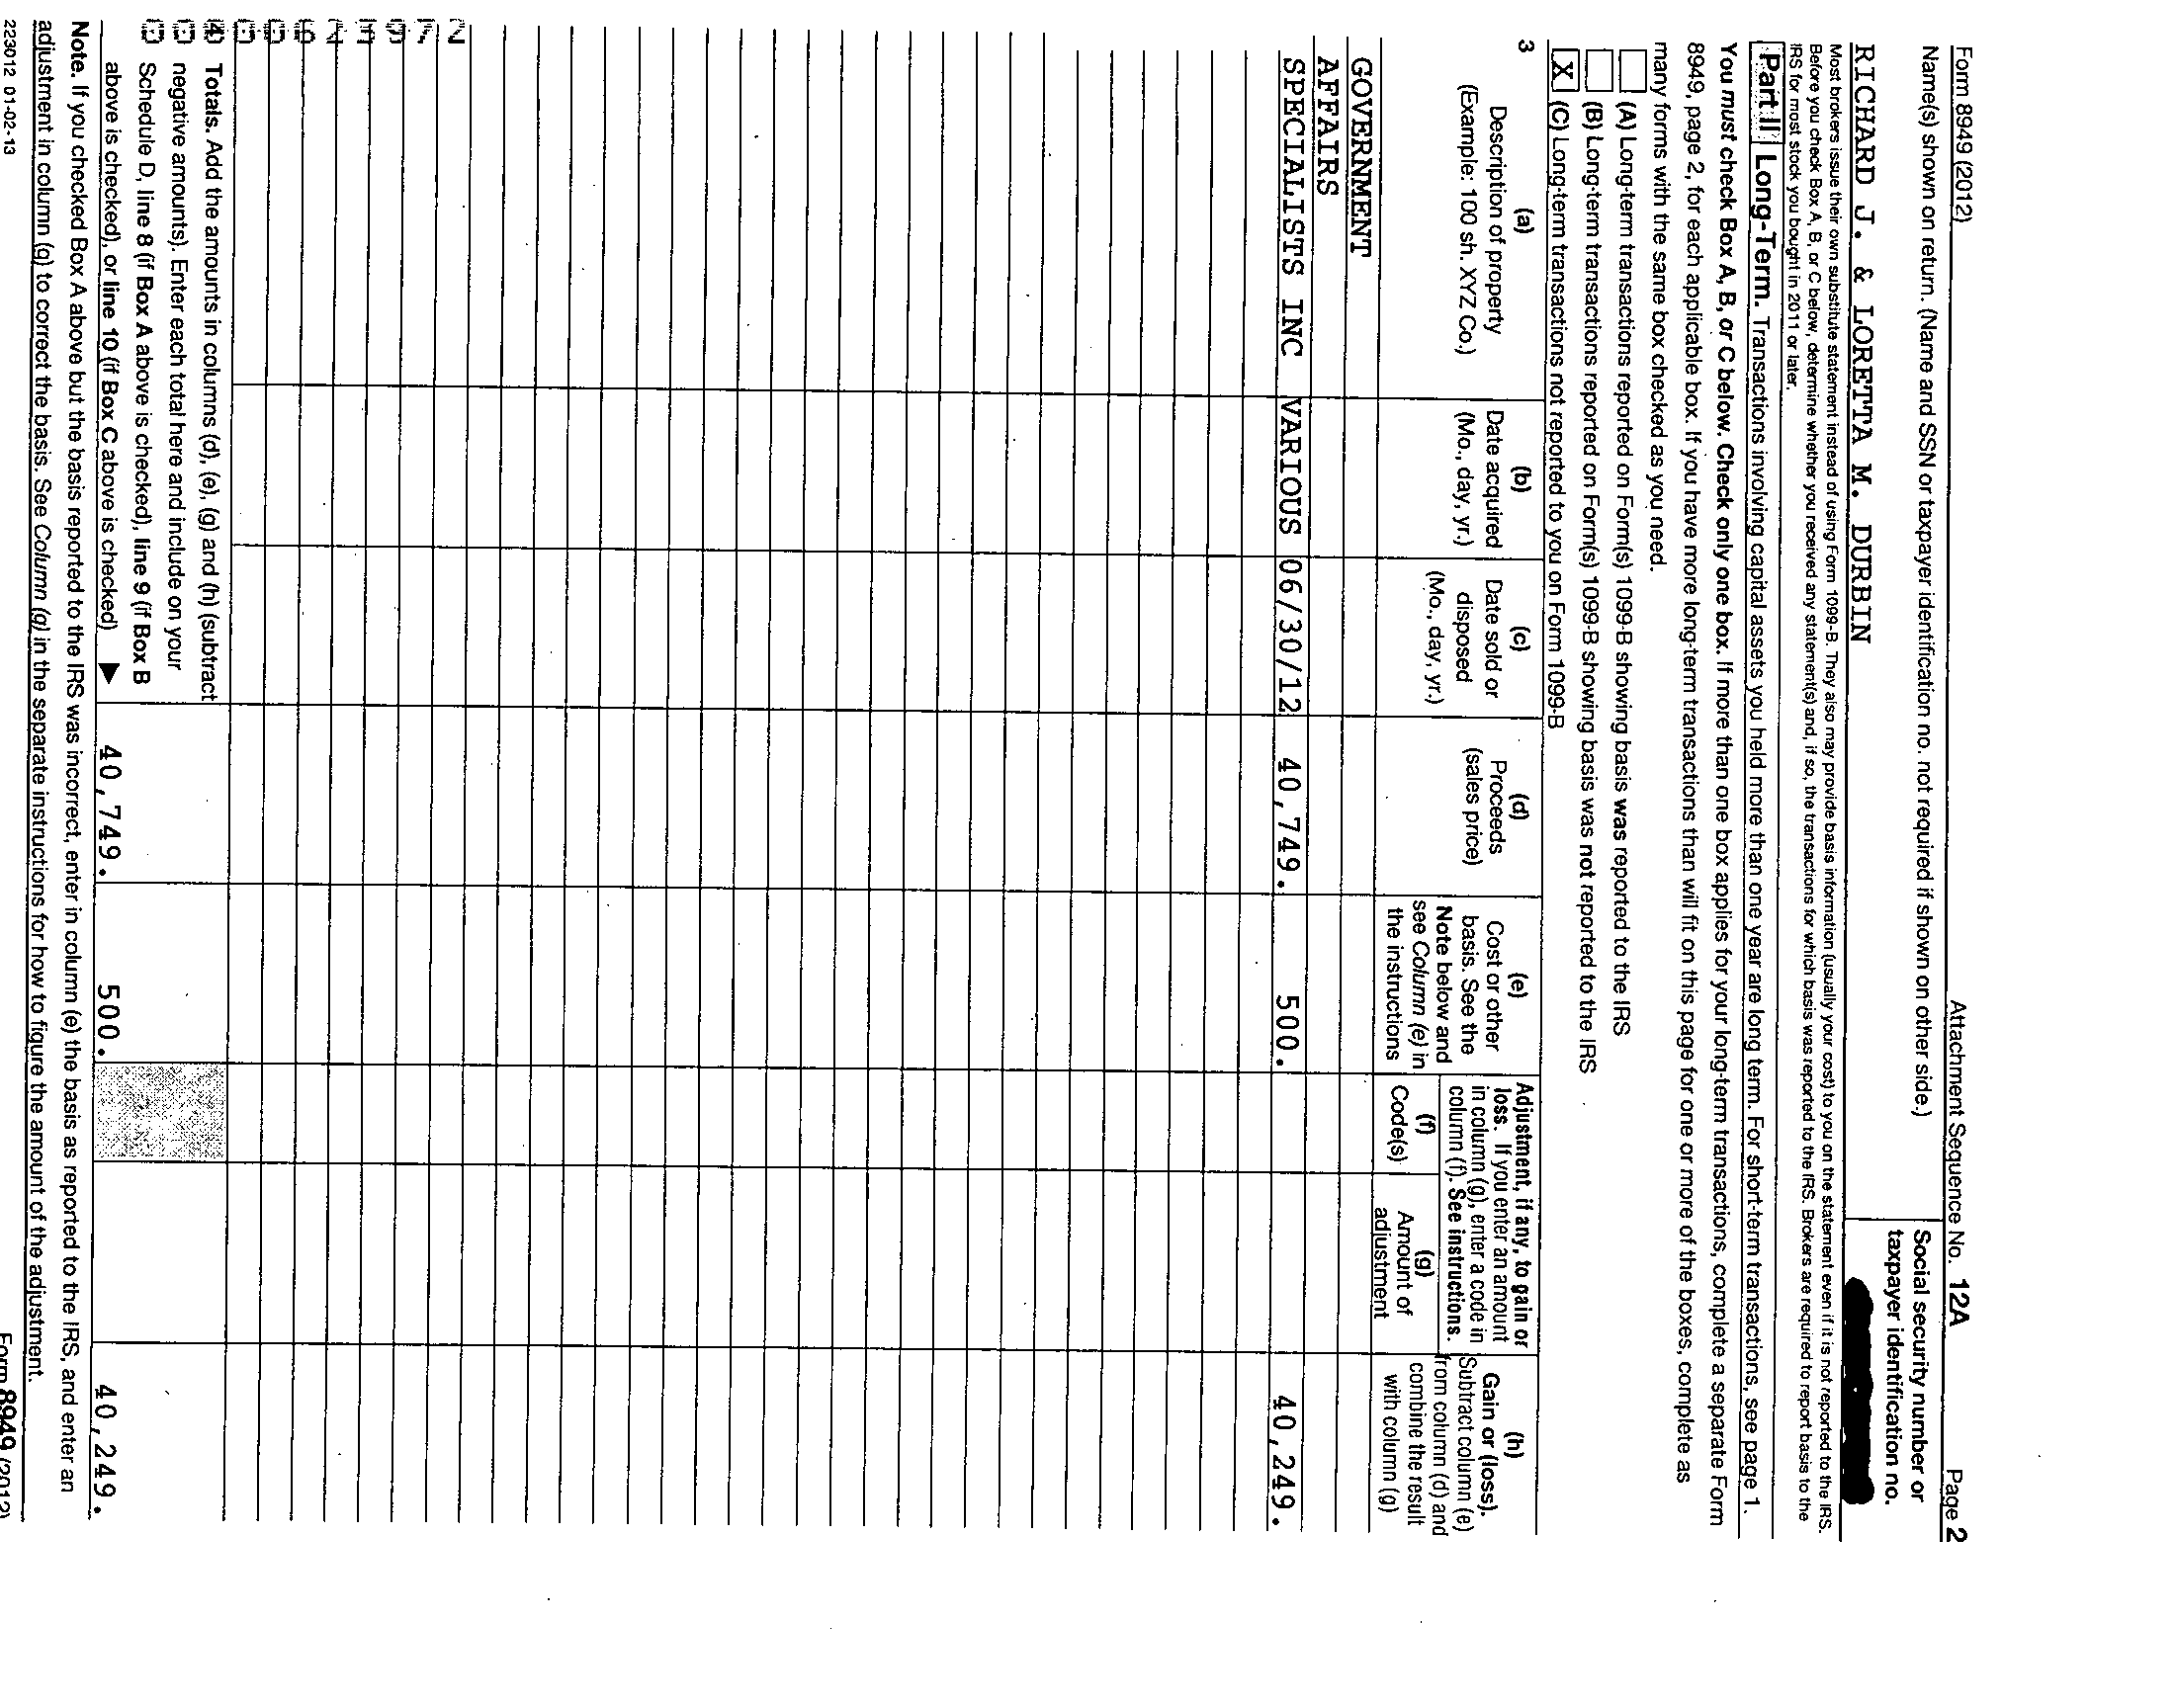 Form 8949 (2012) Attachment Sequence No. 12A Page 2
Name(s) shown on return. (Name and SSN or taxpayer identification no. not required if shown on other side.)
Social security number or
taxpayer identification no.
RICHARD J. & LORETTA M. DURBIN
Most brokers issue their own substitute statement instead of using Form 1099-B. They also may provide basis information (usually your cost) to you on the statement even if it is not reported to the IRS.
Before you check Box A, B, or C below, determine whether you received any statement(s) and, if so, the transactions for which basis was reported to the IRS. Brokers are required to report basis to the
IRS for most stock you bought in 2011 or later.
Part II Long-Term. Transactions involving capital assets you held more than one year are long term. For short-term transactions, see page 1.
You must check Box A, B, or C below. Check only one box. If more than one box applies for your long-term transactions, complete a separate Form
8949, page 2, for each applicable box. If you have more long-term transactions than will fit on this page for one or more of the boxes, complete as
many forms with the same box checked as you need.
(A) Long-term transactions reported on Form(s) 1099-B showing basis was reported to the IRS
(B) Long-term transactions reported on Form(s) 1099-B showing basis was not reported to the IRS
X (C) Long-term transactions not reported to you on Form 1099-B
3
(a)
Description of property
(Example: 100 sh. XYZ Co.)
(b)
Date acquired
(Mo., day, yr.)
(c)
Date sold or
disposed
(Mo., day, yr.)
(d)
Proceeds
(sales price)
(e)
Cost or other
basis. See the
Note below and
see Column (e) in
the instructions
Adjustment, if any, to gain or
loss. If you enter an amount
in column (g), enter a code in
column (f). See instructions.
(f)
Code(s)
(g)
Amount of
adjustment
(h)
Gain or (loss).
Subtract column (e)
from column (d) and
combine the result
with column (g)
GOVERNMENT
AFFAIRS
SPECIALISTS INC VARIOUS 06/30/12 40,749. 500. 40,249.
4 Totals. Add the amounts in columns (d), (e), (g) and (h) (subtract
negative amounts). Enter each total here and include on your
Schedule D, line 8 (if Box A above is checked), line 9 (if Box B
above is checked), or line 10 (if Box C above is checked) ▶ 40,749. 500. 40,249.
Note. If you checked Box A above but the basis reported to the IRS was incorrect, enter in column (e) the basis as reported to the IRS, and enter an
adjustment in column (g) to correct the basis. See Column (g) in the separate instructions for how to figure the amount of the adjustment.
223012 01-02-13 Form 8949 (2012)